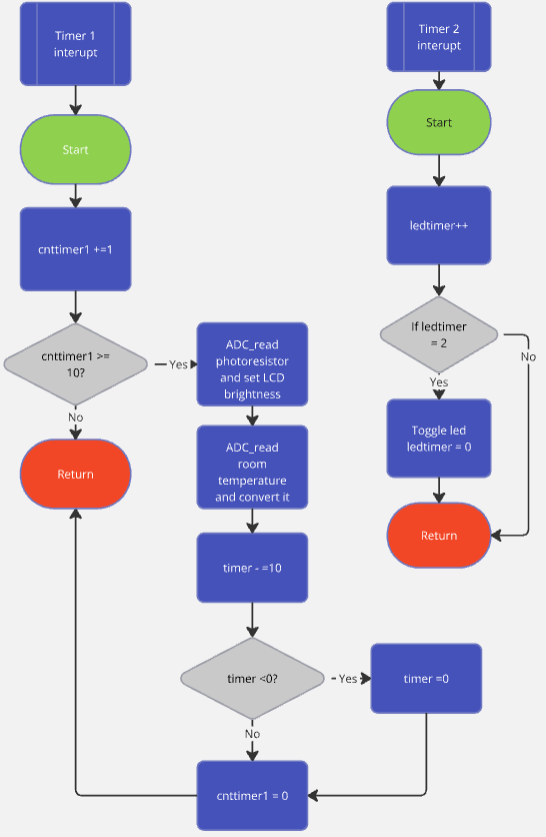 Timer 1
interupt
Start
cnttimer1 +=1
cnttimer1 >=
10?
Yes
No
Return
ADC_read
photoresistor
and set LCD
brightness
ADC_read
room
temperature
and convert it
timer - =10
timer <0?
Yes
No
timer =0
cnttimer1 = 0
Timer 2
interupt
Start
ledtimer++
If ledtimer
= 2
No
Yes
Toggle led
ledtimer = 0
Return